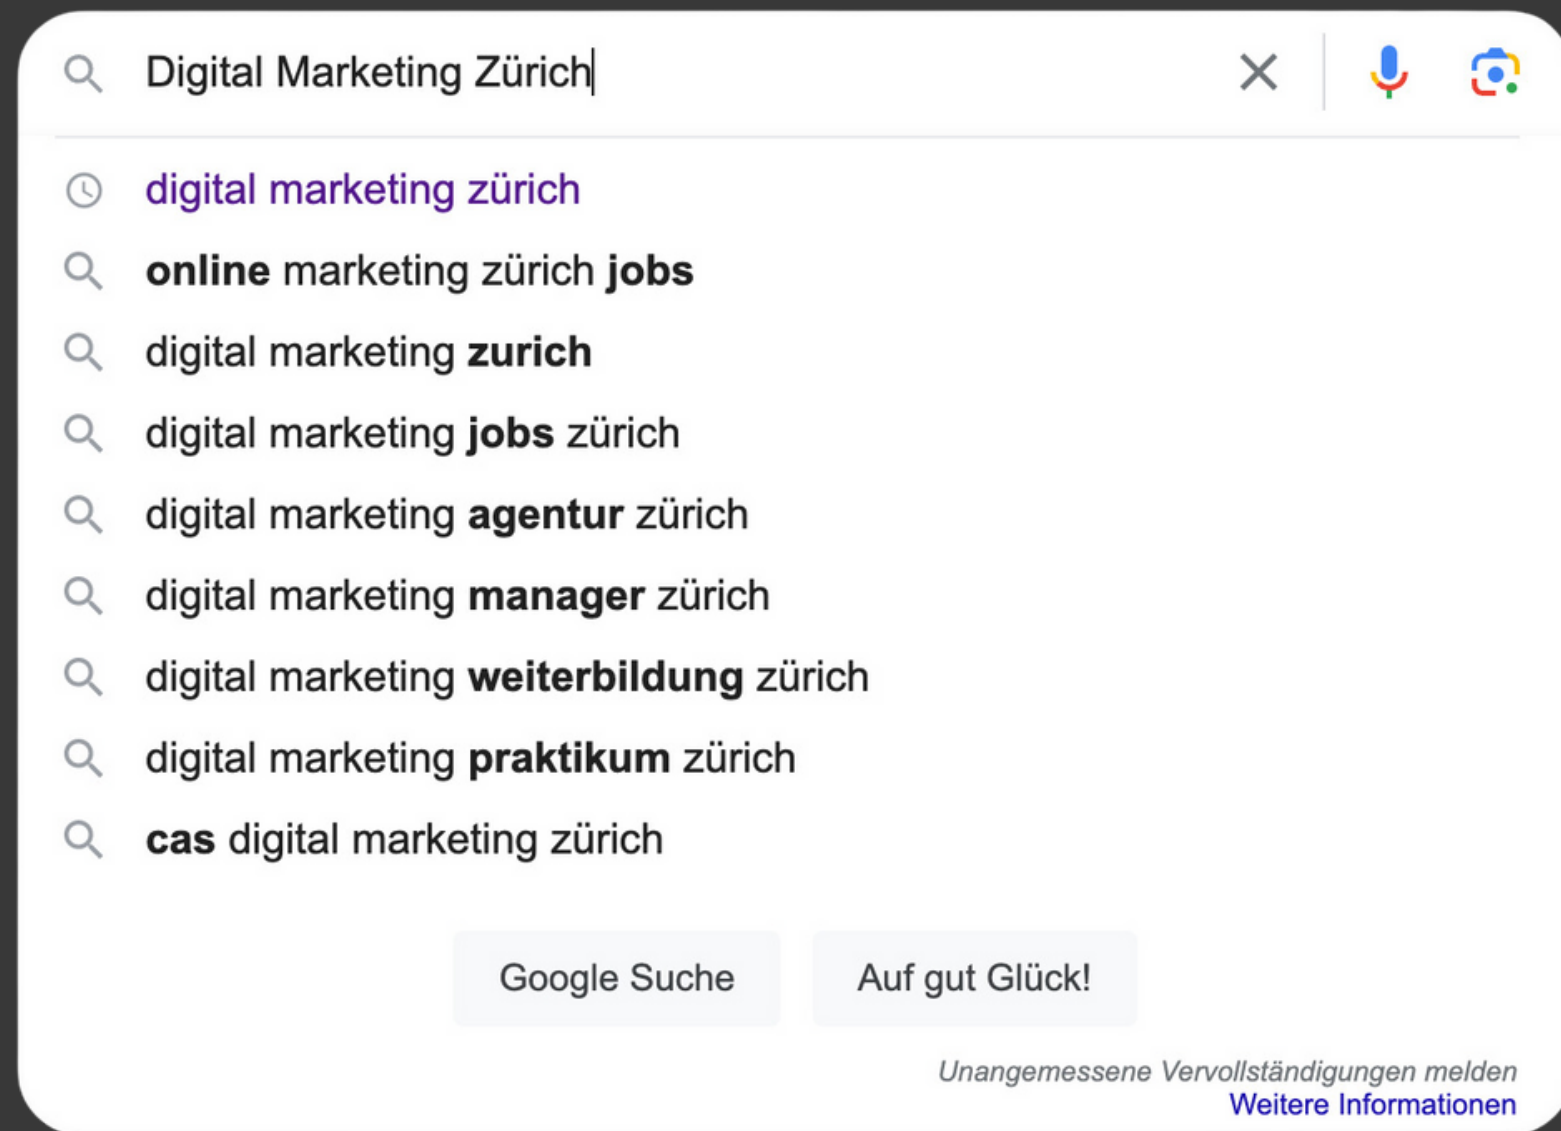 Digital Marketing Zürich
digital marketing zürich
online marketing zürich jobs
digital marketing zurich
digital marketing jobs zürich
digital marketing agentur zürich
digital marketing manager zürich
digital marketing weiterbildung zürich
digital marketing praktikum zürich
cas digital marketing zürich
Google Suche Auf gut Glück!
Unangemessene Vervollständigungen melden
Weitere Informationen